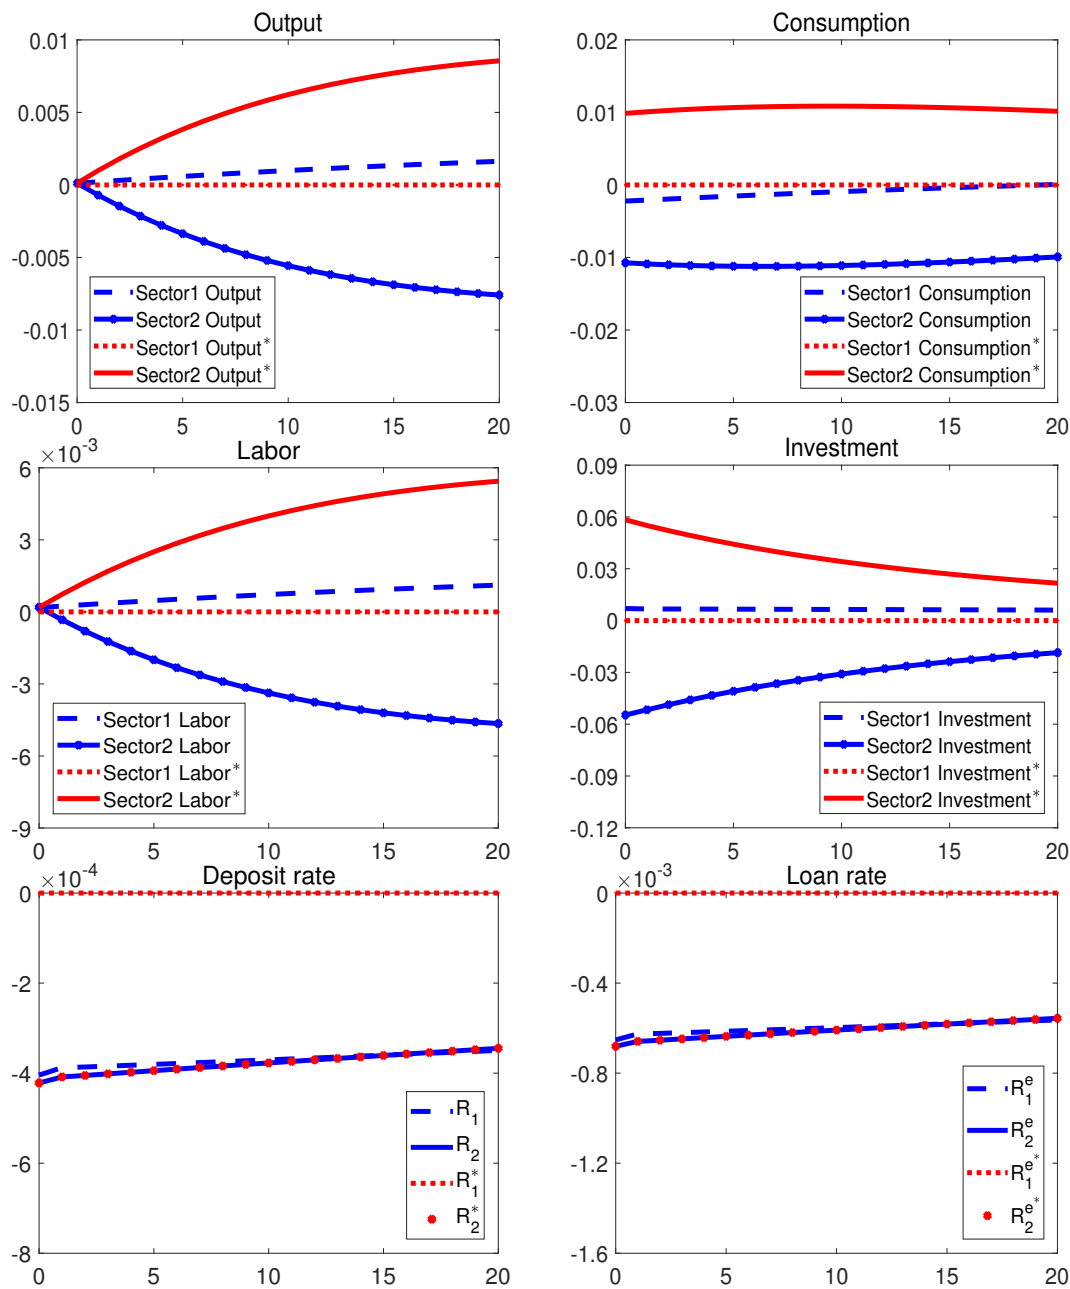 Output
0.01
0.005
0
-0.005
-0.01
-0.015
Sector1 Output
Sector2 Output
Sector1 Output*
Sector2 Output*
0 5 10 15 20
Consumption
0.02
0.01
0
-0.01
-0.02
-0.03
Sector1 Consumption
Sector2 Consumption
Sector1 Consumption*
Sector2 Consumption*
0 5 10 15 20
Labor
×10⁻³
6
3
0
-3
-6
-9
Sector1 Labor
Sector2 Labor
Sector1 Labor*
Sector2 Labor*
0 5 10 15 20
Investment
0.09
0.06
0.03
0
-0.03
-0.06
-0.09
-0.12
Sector1 Investment
Sector2 Investment
Sector1 Investment*
Sector2 Investment*
0 5 10 15 20
Deposit rate
×10⁻⁴
0
-2
-4
-6
-8
R₁
R₂
R₁*
R₂*
0 5 10 15 20
Loan rate
×10⁻³
0
-0.4
-0.8
-1.2
-1.6
R₁ᵉ
R₂ᵉ
R₁ᵉ*
R₂ᵉ*
0 5 10 15 20